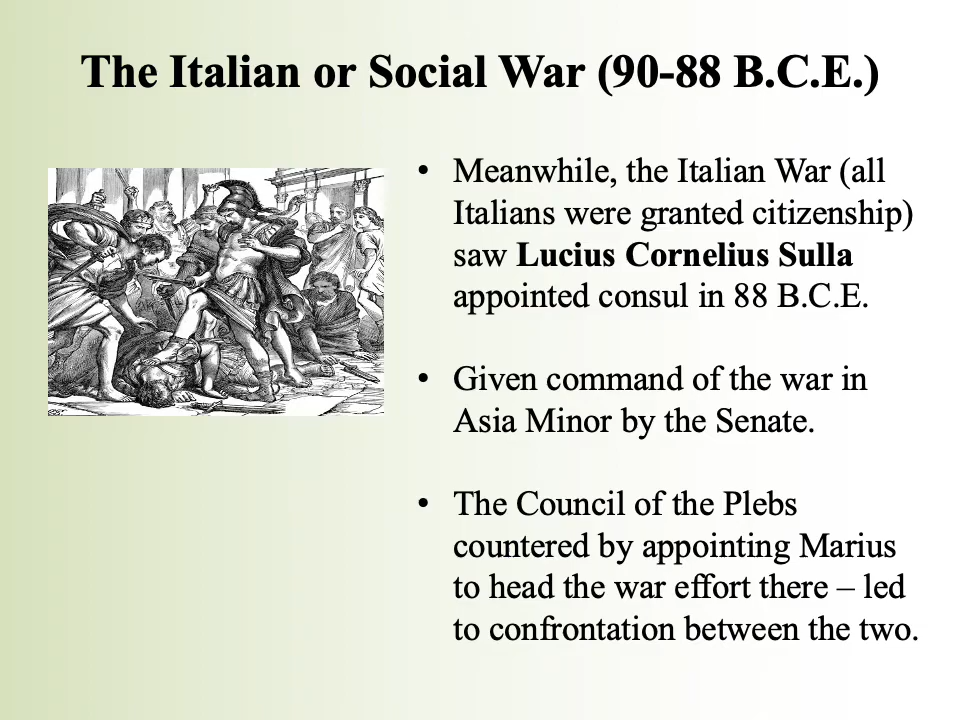 The Italian or Social War (90-88 B.C.E.)
• Meanwhile, the Italian War (all
Italians were granted citizenship)
saw Lucius Cornelius Sulla
appointed consul in 88 B.C.E.
• Given command of the war in
Asia Minor by the Senate.
• The Council of the Plebs
countered by appointing Marius
to head the war effort there – led
to confrontation between the two.